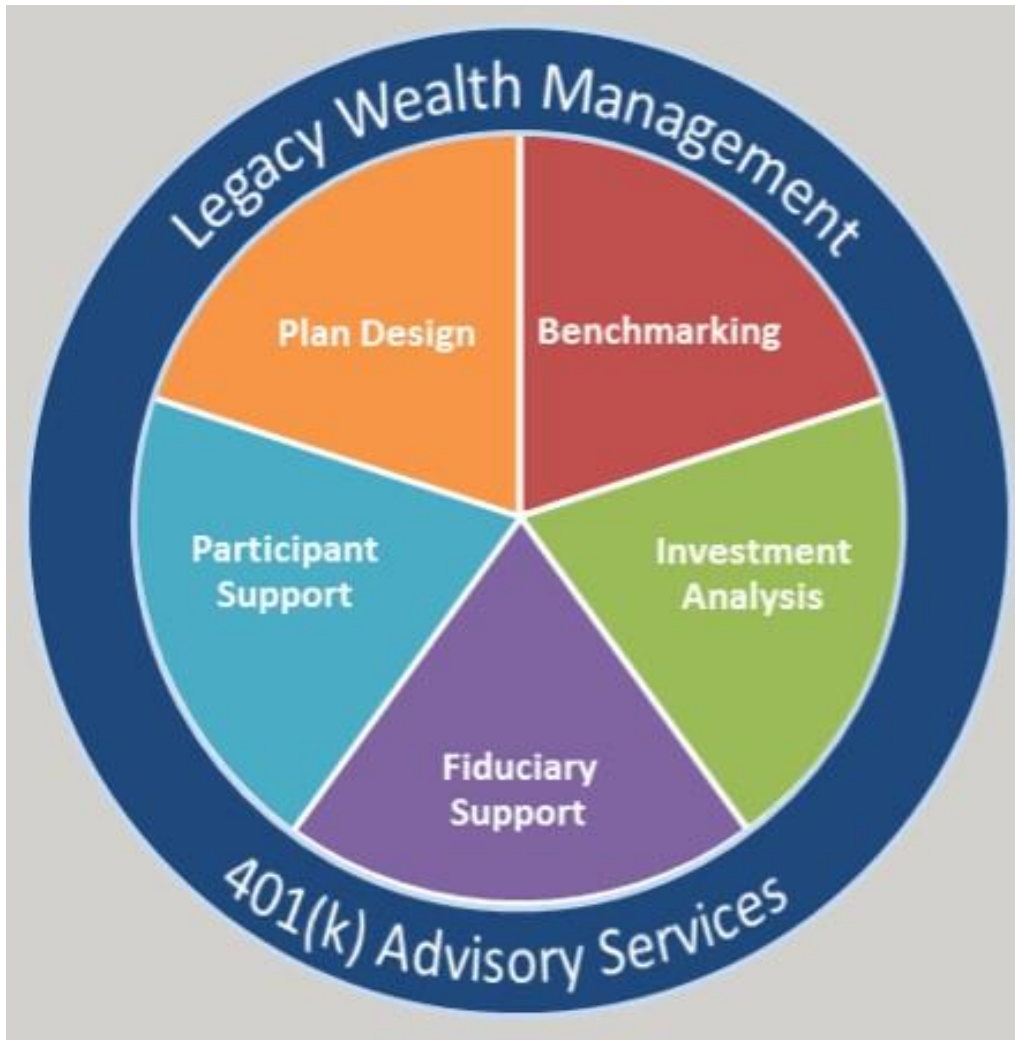 Legacy Wealth Management
Plan Design
Benchmarking
Participant
Support
Investment
Analysis
Fiduciary
Support
401(k) Advisory Services